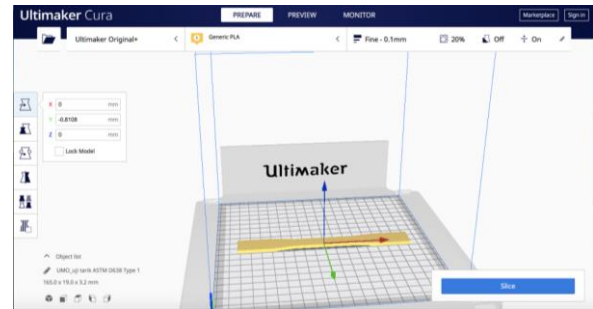 Ultimaker Cura PREPARE PREVIEW MONITOR Marketplace Sign in
Ultimaker Original+ Generic PLA Fine - 0.1mm 20% Off On
X 0 mm
Y -0.8108 mm
Z 0 mm
Lock Model
Ultimaker
Object list
UMO_uji tarik ASTM D638 Type 1
165.0 x 19.0 x 3.2 mm
Slice